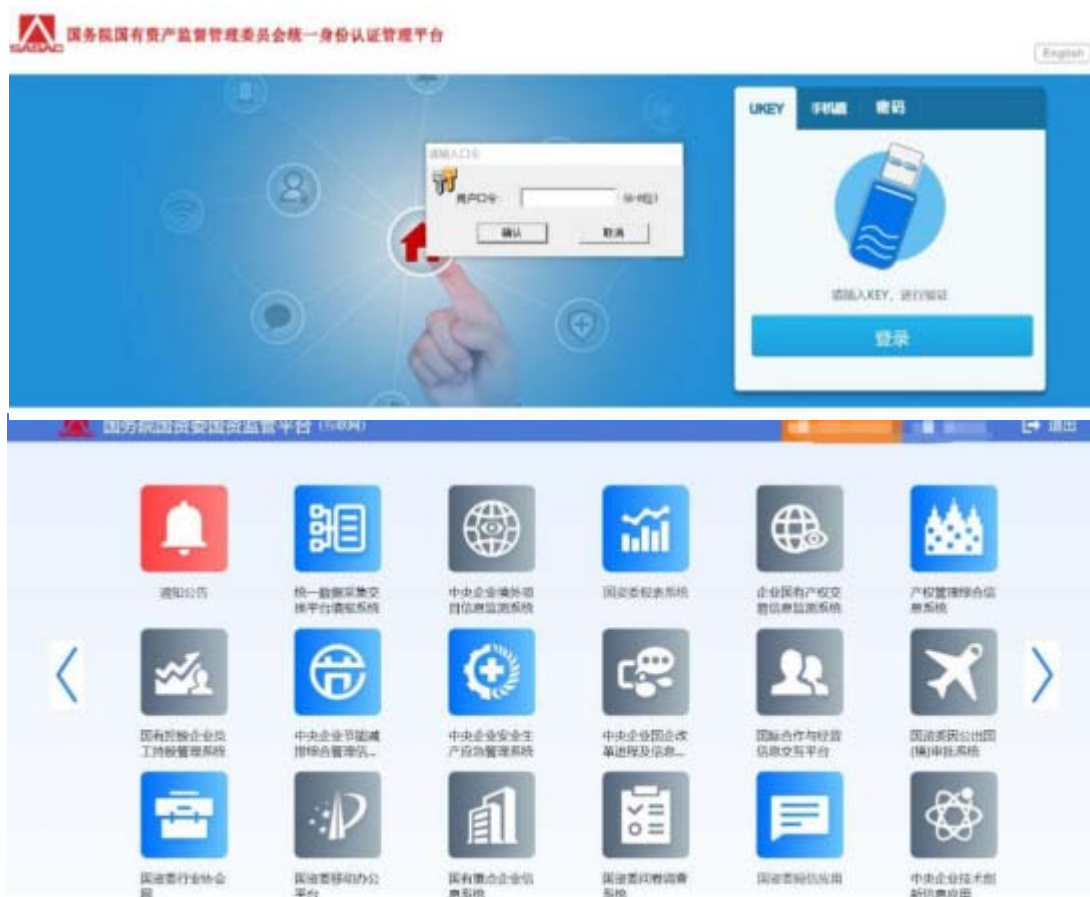 SASAC
国务院国有资产监督管理委员会统一身份认证管理平台
English
UKEY 手机盾 密码
请输入口令
用户口令:
确认 取消
请插入KEY，进行验证
登录
国务院国资委国资监管平台（互联网）
退出
通知公告
统一数据采集交
换平台填报系统
中央企业境外项
目信息监测系统
国资委报表系统
企业国有产权交
易信息监测系统
产权管理综合信
息系统
国有控股企业员
工持股管理系统
中央企业节能减
排综合管理信...
中央企业安全生
产应急管理系统
中央企业国企改
革进程及信息...
国际合作与经营
信息交互平台
国资委因公出国
(境)审批系统
国资委行业协会
网
国资委移动办公
平台
国有重点企业信
息系统
国资委问卷调查
系统
国资委短信应用
中央企业技术创
新信息应用